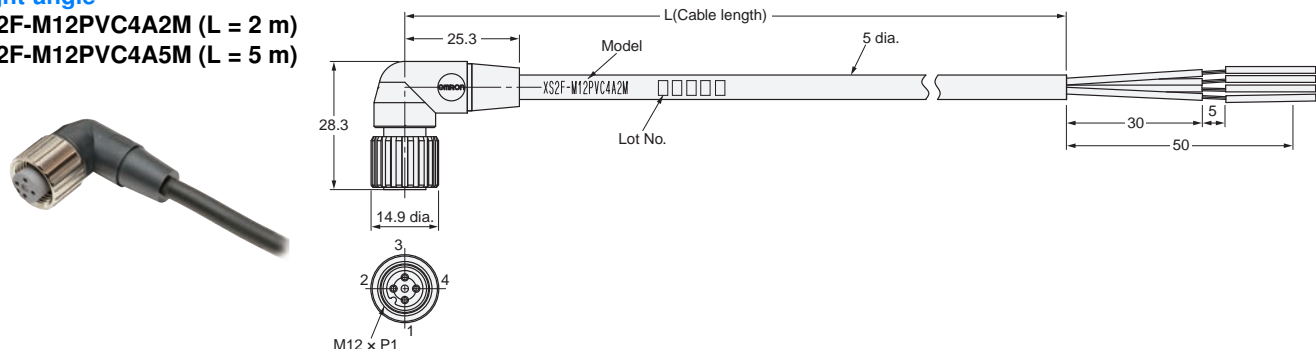 ght-angle
2F-M12PVC4A2M (L = 2 m)
2F-M12PVC4A5M (L = 5 m)
L(Cable length)
25.3
Model
5 dia.
OMRON
XS2F-M12PVC4A2M
28.3
Lot No.
30
5
50
14.9 dia.
3
2
4
1
M12 × P1